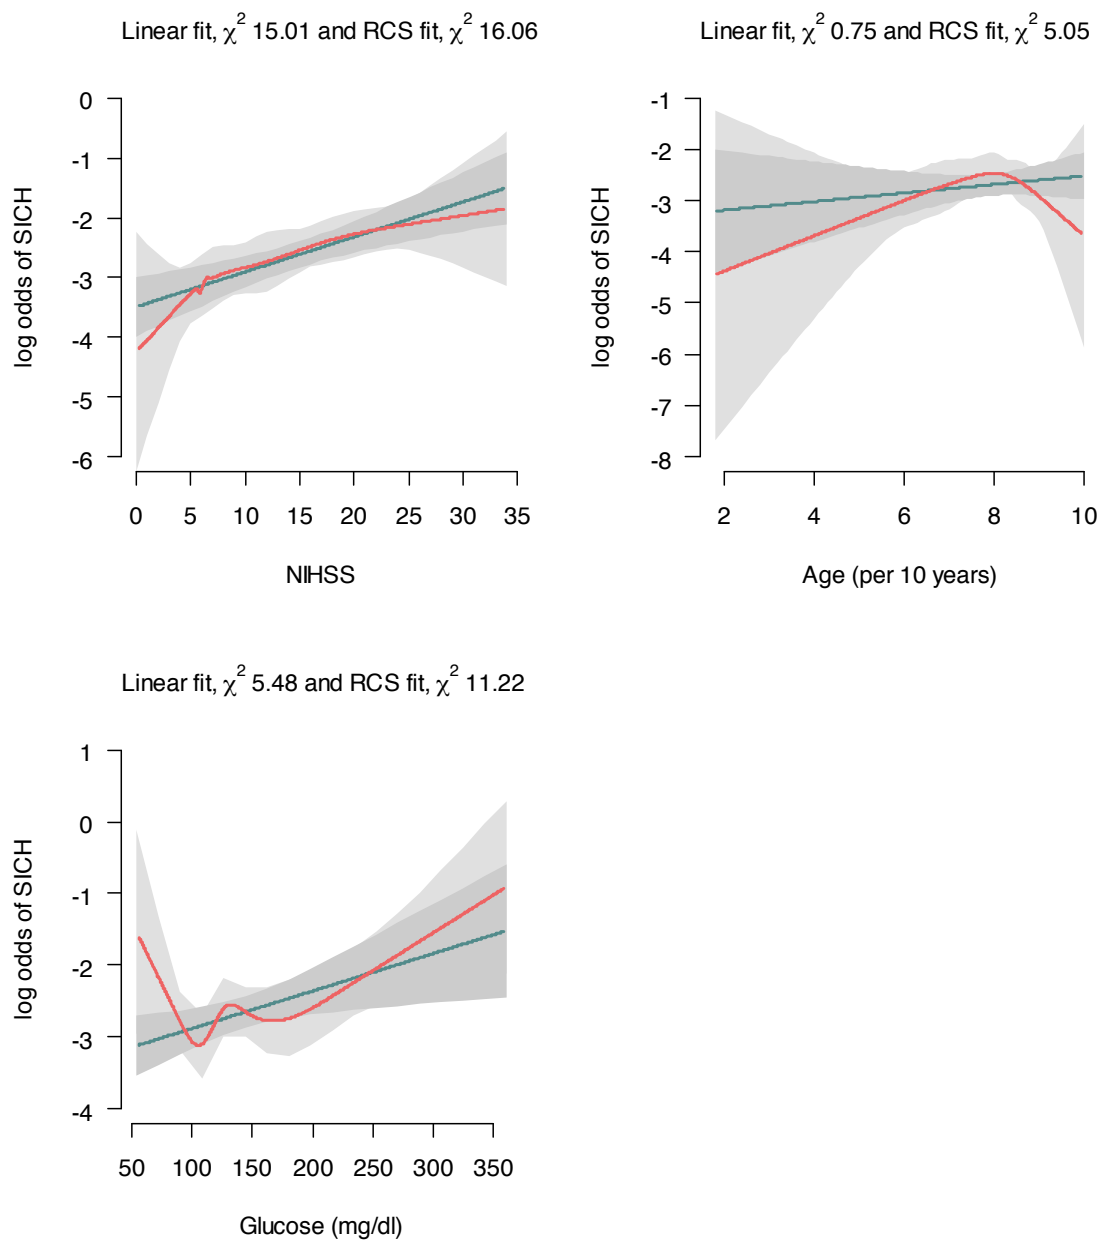 Linear fit, χ² 15.01 and RCS fit, χ² 16.06
0
-1
-2
-3
-4
-5
-6
log odds of SICH
0 5 10 15 20 25 30 35
NIHSS
Linear fit, χ² 0.75 and RCS fit, χ² 5.05
-1
-2
-3
-4
-5
-6
-7
-8
log odds of SICH
2 4 6 8 10
Age (per 10 years)
Linear fit, χ² 5.48 and RCS fit, χ² 11.22
1
0
-1
-2
-3
-4
log odds of SICH
50 100 150 200 250 300 350
Glucose (mg/dl)